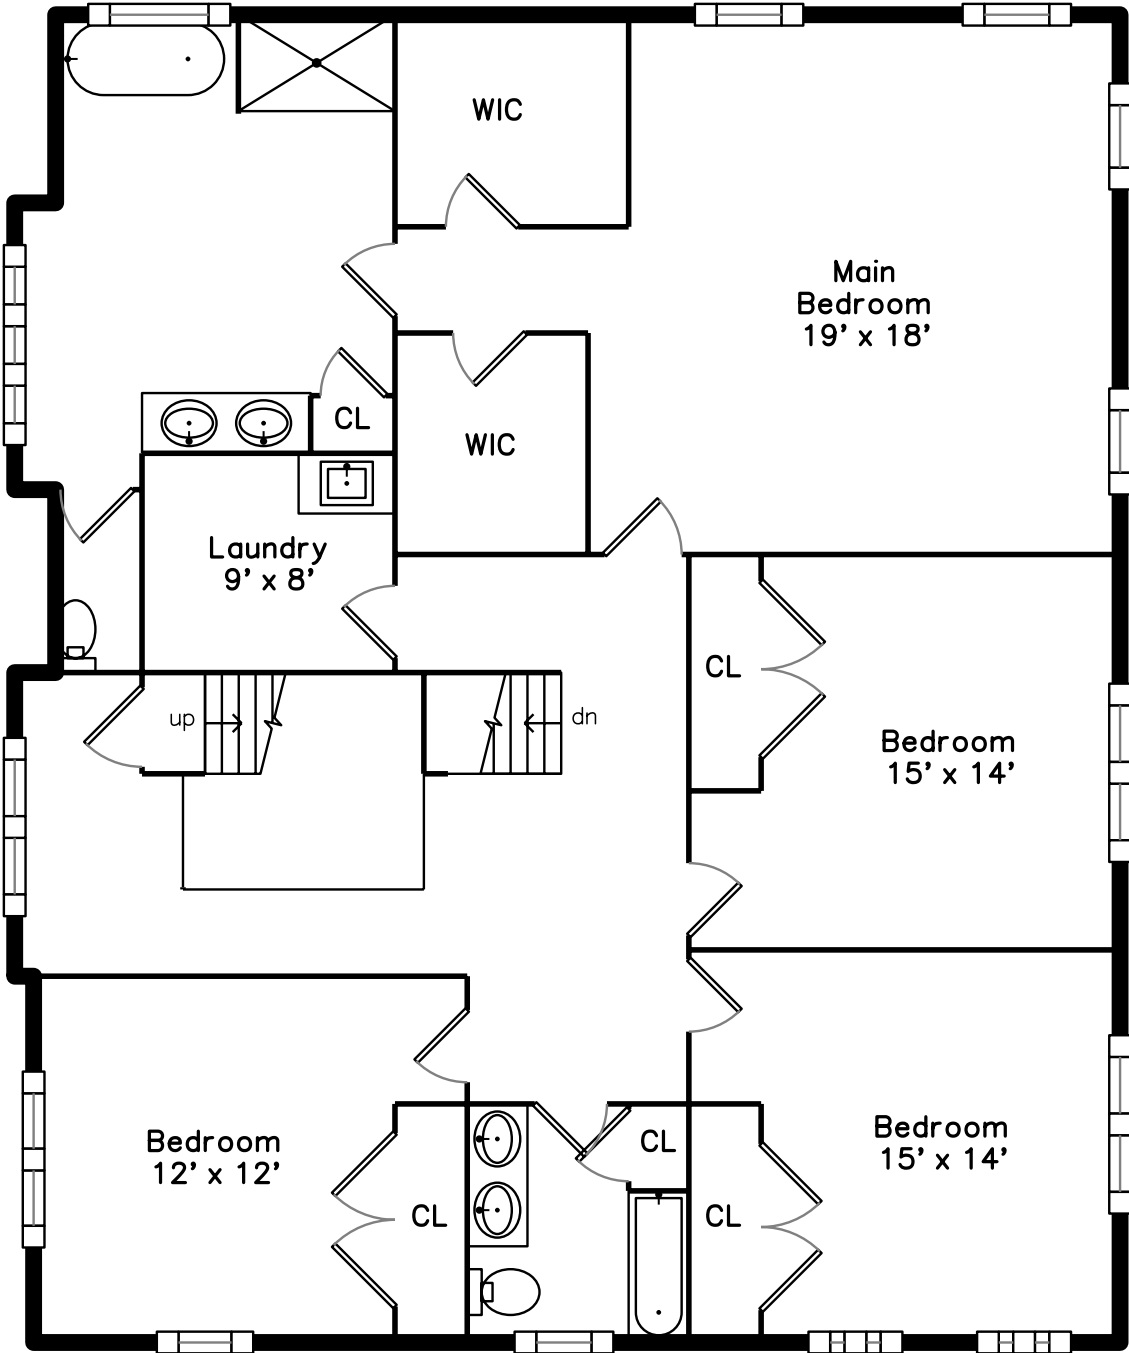 WIC
Main
Bedroom
19' x 18'
CL
WIC
Laundry
9' x 8'
CL
up
dn
Bedroom
15' x 14'
Bedroom
12' x 12'
CL
Bedroom
15' x 14'
CL
CL